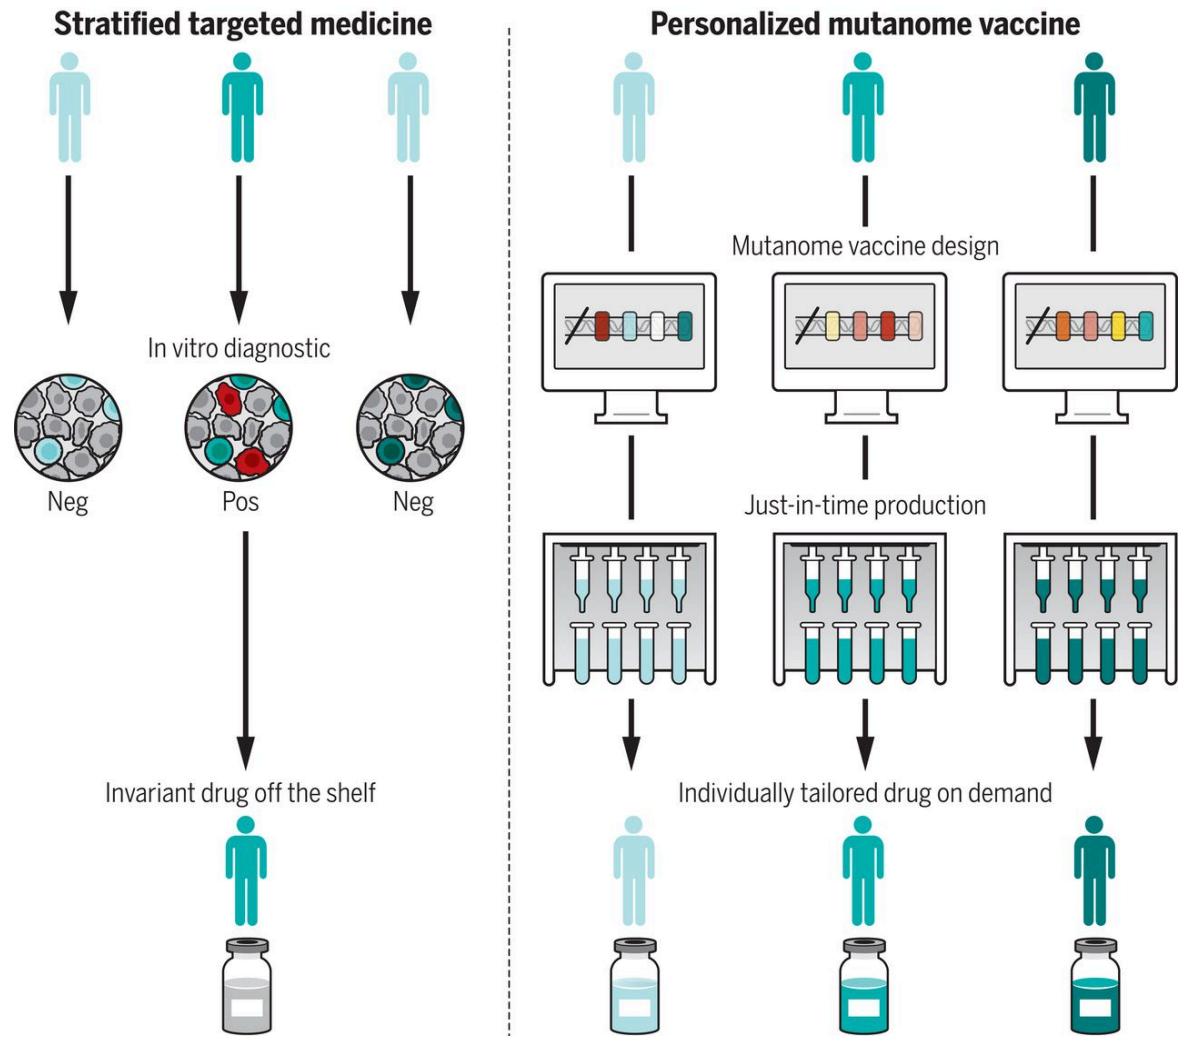 Stratified targeted medicine
In vitro diagnostic
Neg
Pos
Neg
Invariant drug off the shelf
Personalized mutanome vaccine
Mutanome vaccine design
Just-in-time production
Individually tailored drug on demand